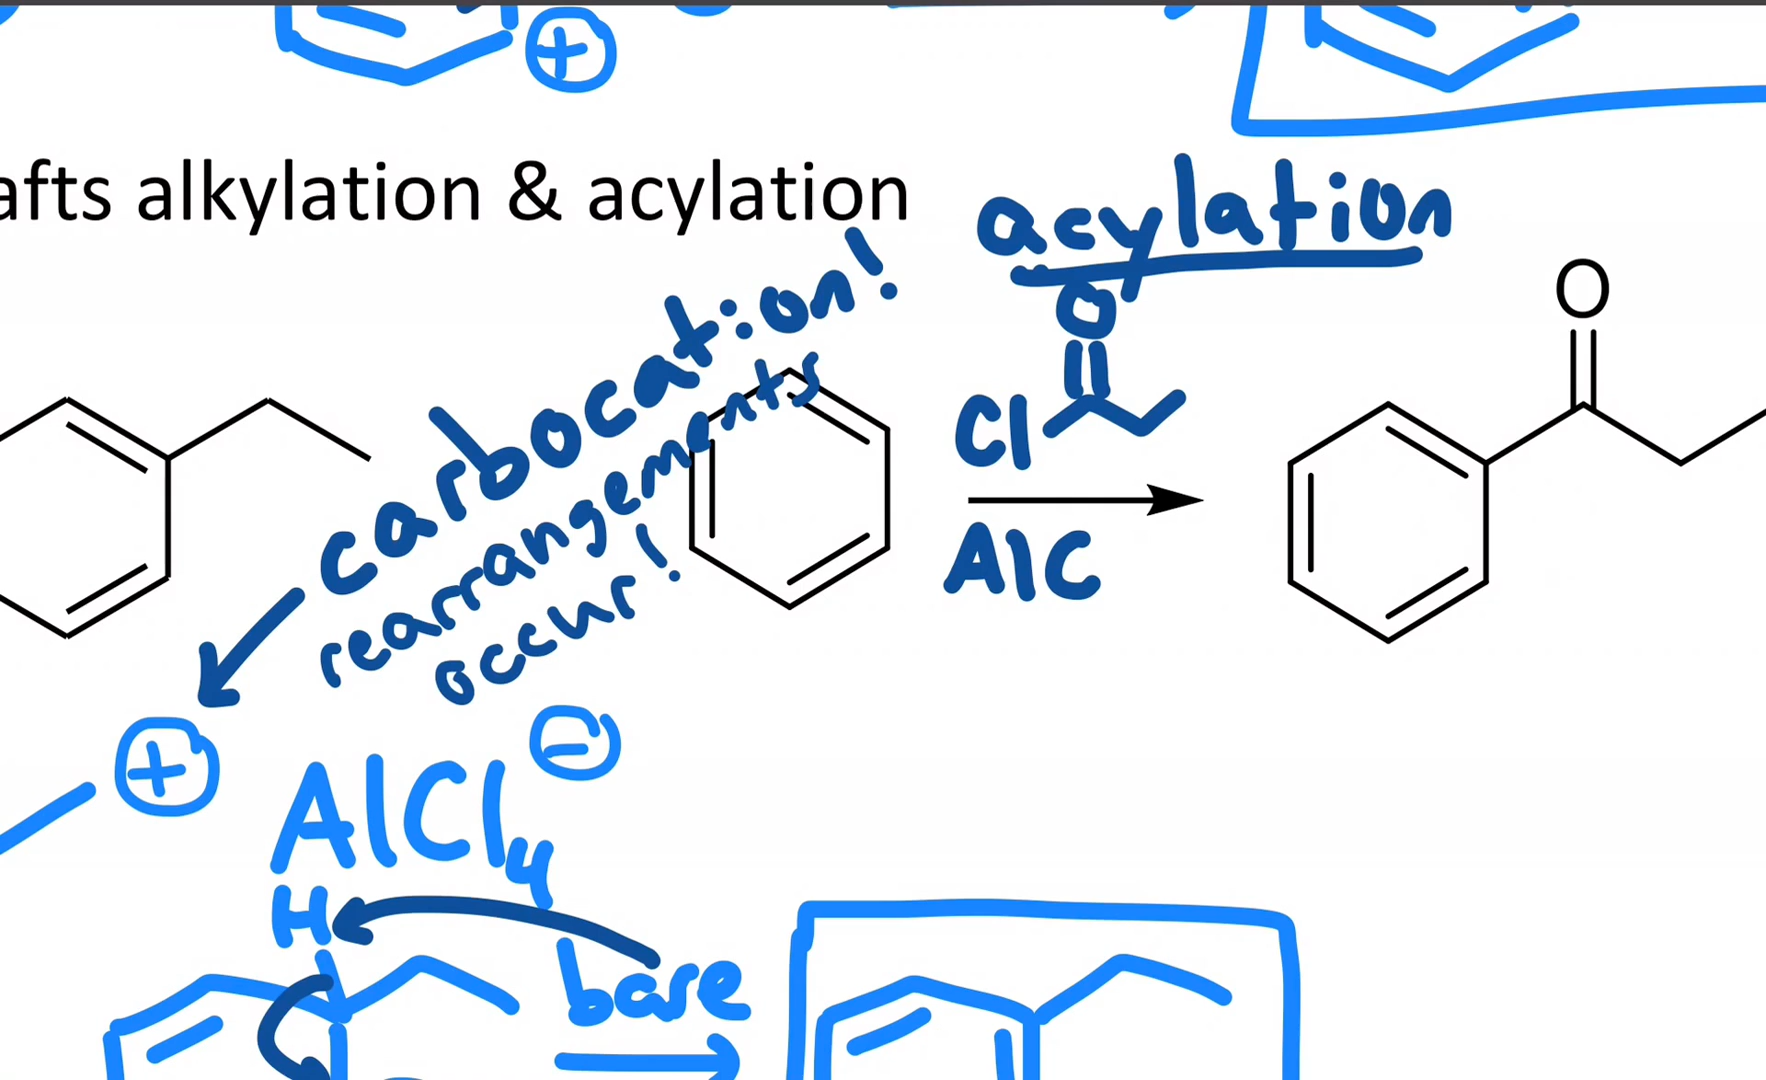 afts alkylation & acylation
acylation
carbocation!
rearrangements
occur!
O
Cl
AlC
O
+
+
AlCl4 −
H
base